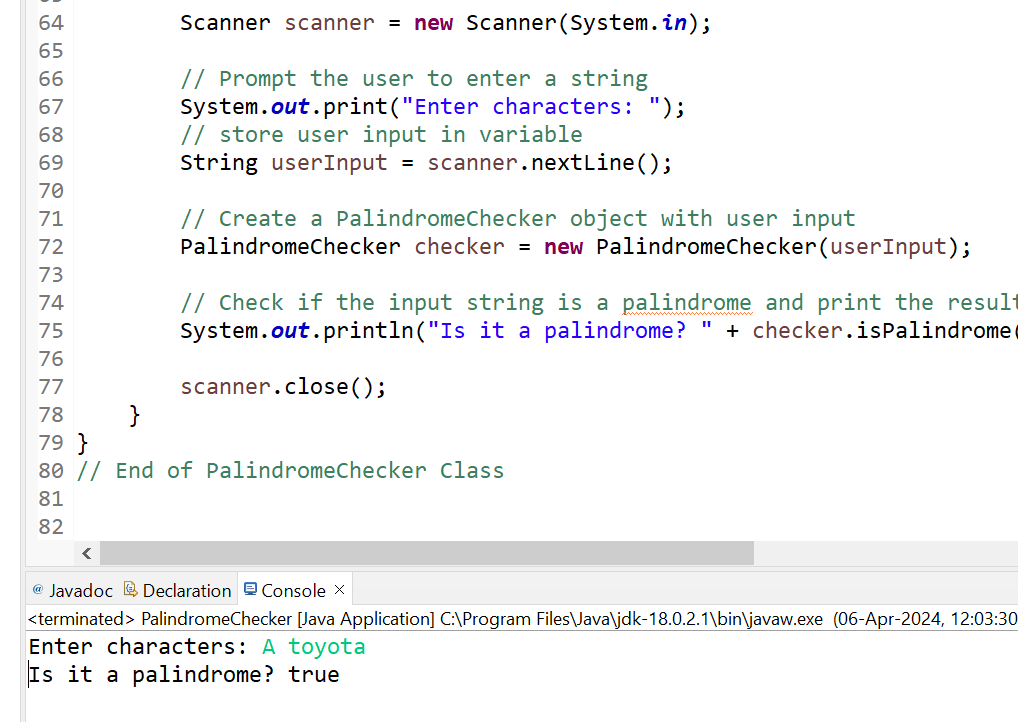 64 Scanner scanner = new Scanner(System.in);
65
66 // Prompt the user to enter a string
67 System.out.print("Enter characters: ");
68 // store user input in variable
69 String userInput = scanner.nextLine();
70
71 // Create a PalindromeChecker object with user input
72 PalindromeChecker checker = new PalindromeChecker(userInput);
73
74 // Check if the input string is a palindrome and print the result
75 System.out.println("Is it a palindrome? " + checker.isPalindrome(
76
77 scanner.close();
78 }
79 }
80 // End of PalindromeChecker Class
81
82
@ Javadoc Declaration Console ×
<terminated> PalindromeChecker [Java Application] C:\Program Files\Java\jdk-18.0.2.1\bin\javaw.exe (06-Apr-2024, 12:03:30
Enter characters: A toyota
Is it a palindrome? true